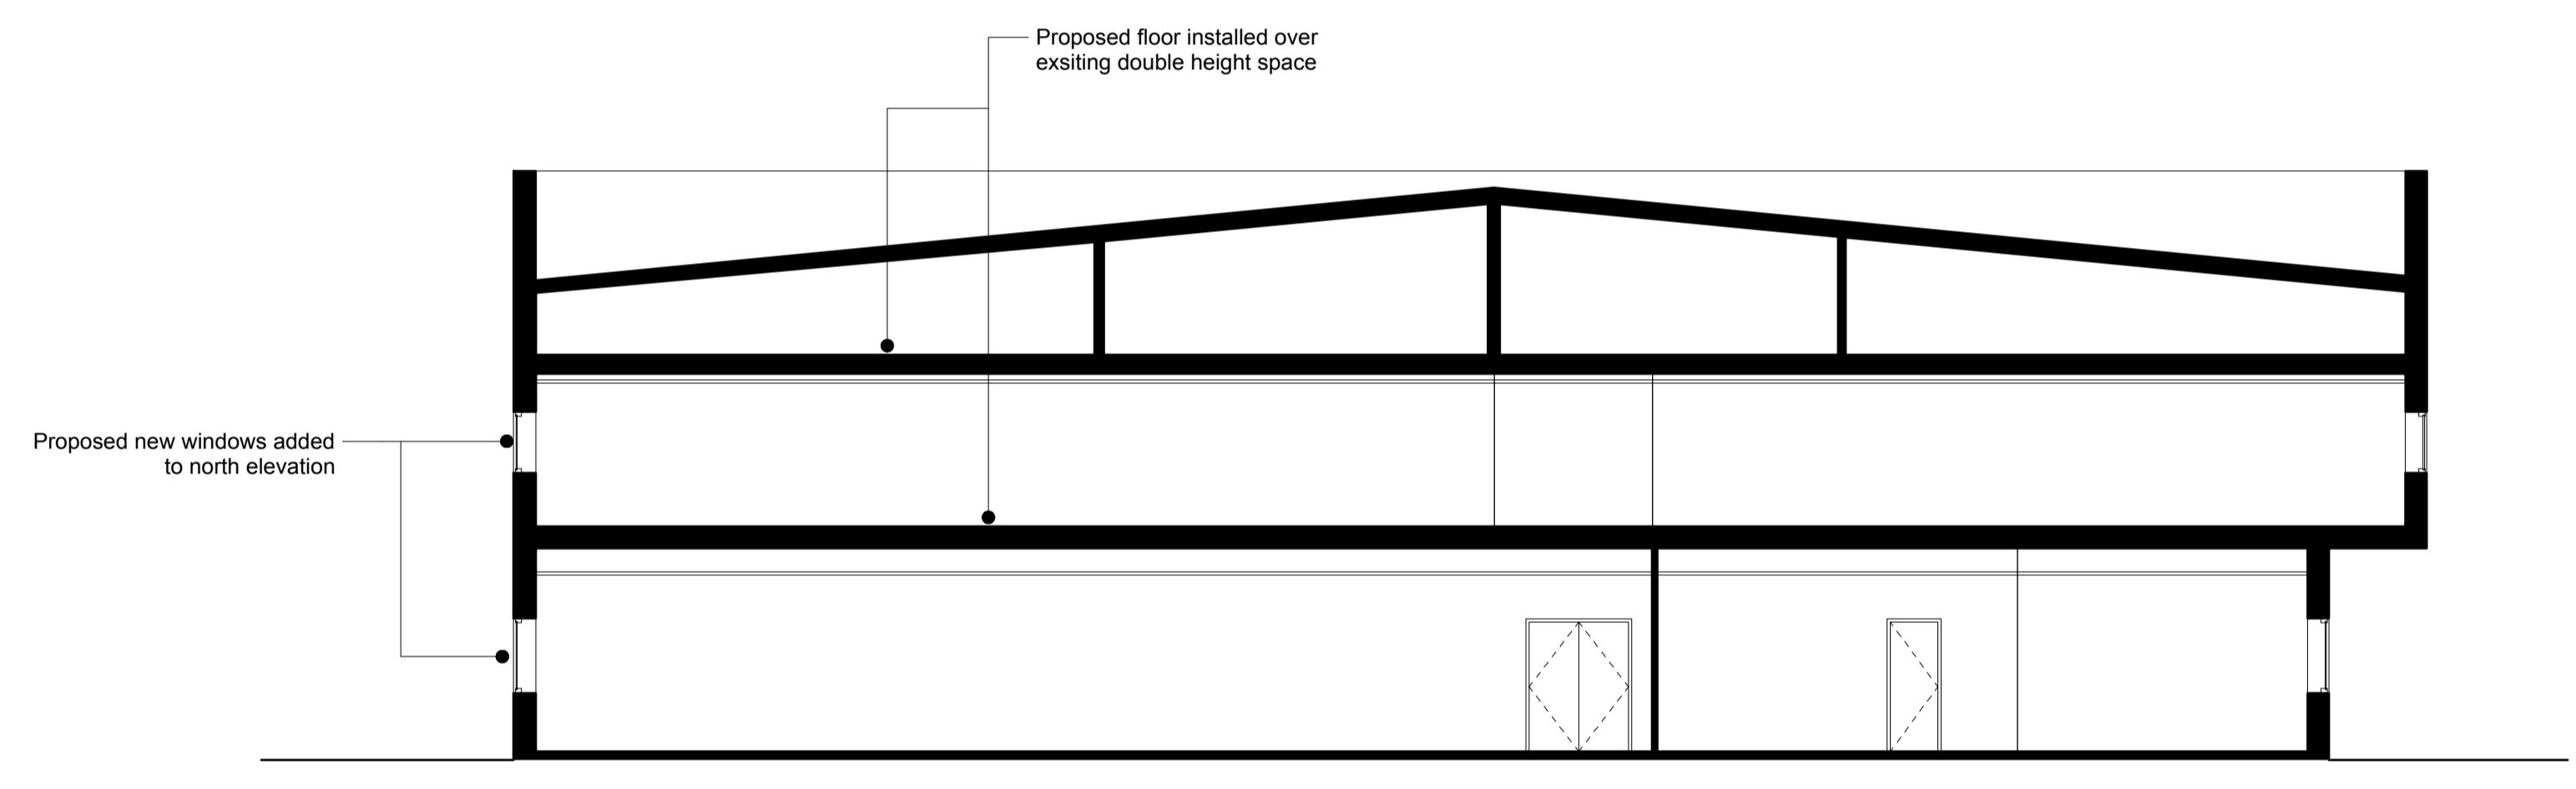 Proposed floor installed over
exsiting double height space
Proposed new windows added
to north elevation